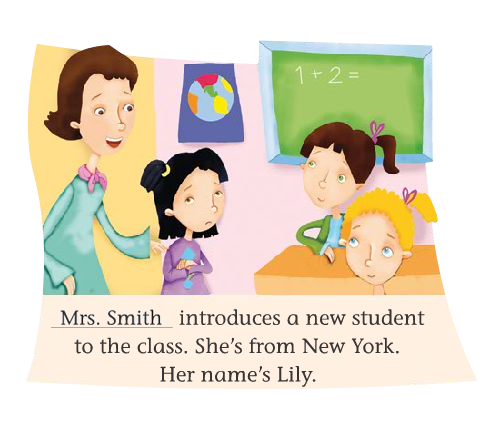 1+2=
Mrs. Smith introduces a new student
to the class. She's from New York.
Her name's Lily.